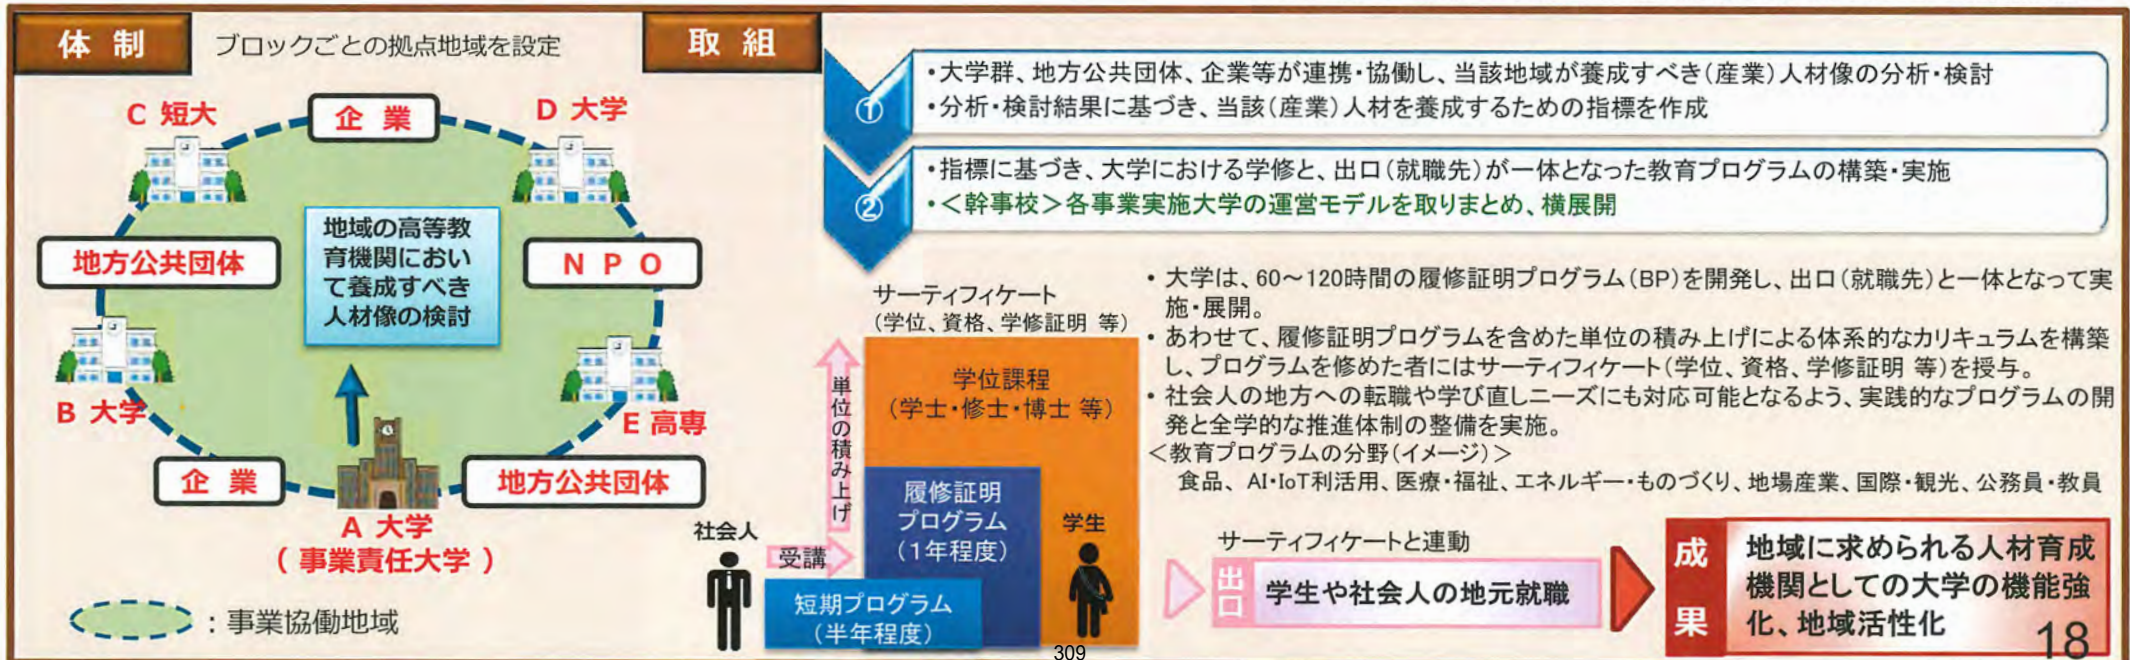 体 制
ブロックごとの拠点地域を設定
C 短大
企 業
D 大学
地方公共団体
地域の高等教
育機関におい
て養成すべき
人材像の検討
N P O
B 大学
E 高専
企 業
地方公共団体
A 大学
( 事業責任大学 )
：事業協働地域
取 組
①
・大学群、地方公共団体、企業等が連携・協働し、当該地域が養成すべき(産業)人材像の分析・検討
・分析・検討結果に基づき、当該(産業)人材を養成するための指標を作成
②
・指標に基づき、大学における学修と、出口(就職先)が一体となった教育プログラムの構築・実施
・＜幹事校＞各事業実施大学の運営モデルを取りまとめ、横展開
サーティフィケート
(学位、資格、学修証明 等)
単位の積み上げ
学位課程
(学士・修士・博士 等)
履修証明
プログラム
(1年程度)
学生
社会人
受講
短期プログラム
(半年程度)
・大学は、60～120時間の履修証明プログラム(BP)を開発し、出口(就職先)と一体となって実
施・展開。
・あわせて、履修証明プログラムを含めた単位の積み上げによる体系的なカリキュラムを構築
し、プログラムを修めた者にはサーティフィケート(学位、資格、学修証明 等)を授与。
・社会人の地方への転職や学び直しニーズにも対応可能となるよう、実践的なプログラムの開
発と全学的な推進体制の整備を実施。
＜教育プログラムの分野(イメージ)＞
食品、AI・IoT利活用、医療・福祉、エネルギー・ものづくり、地場産業、国際・観光、公務員・教員
サーティフィケートと連動
出口
学生や社会人の地元就職
成果
地域に求められる人材育成
機関としての大学の機能強
化、地域活性化
18
309